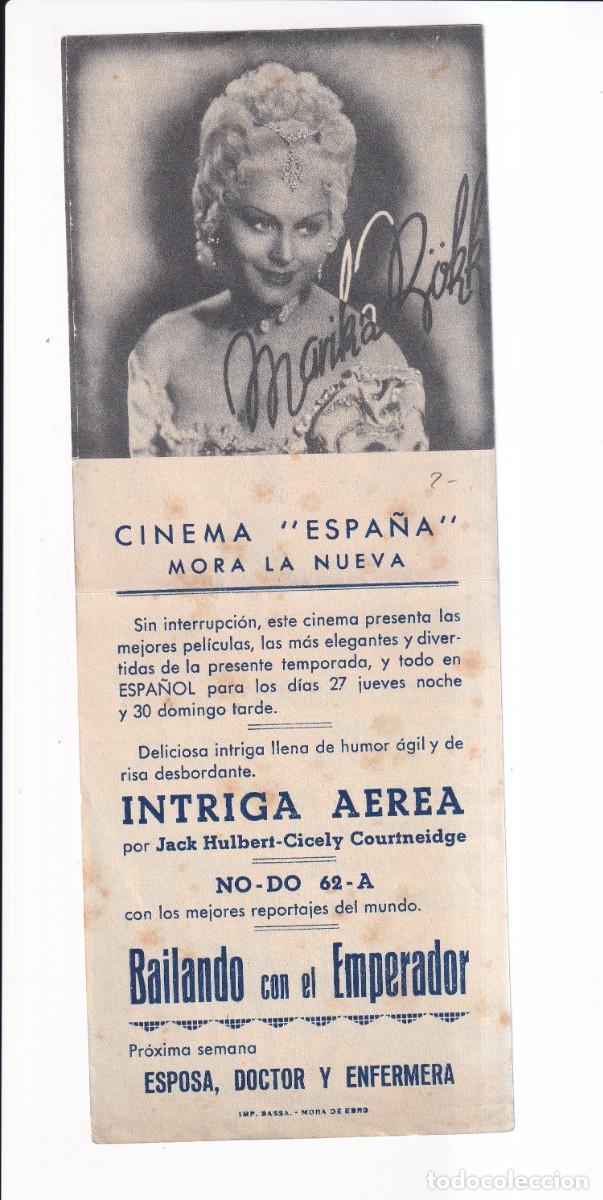 Marika Rökk
?-
CINEMA "ESPAÑA"
MORA LA NUEVA
Sin interrupción, este cinema presenta las
mejores películas, las más elegantes y diver-
tidas de la presente temporada, y todo en
ESPAÑOL para los días 27 jueves noche
y 30 domingo tarde.
Deliciosa intriga llena de humor ágil y de
risa desbordante.
INTRIGA AEREA
por Jack Hulbert-Cicely Courtneidge
NO-DO 62-A
con los mejores reportajes del mundo.
Bailando con el Emperador
Próxima semana
ESPOSA, DOCTOR Y ENFERMERA
IMP. BASSA. - MORA DE EBRO
todocoleccion